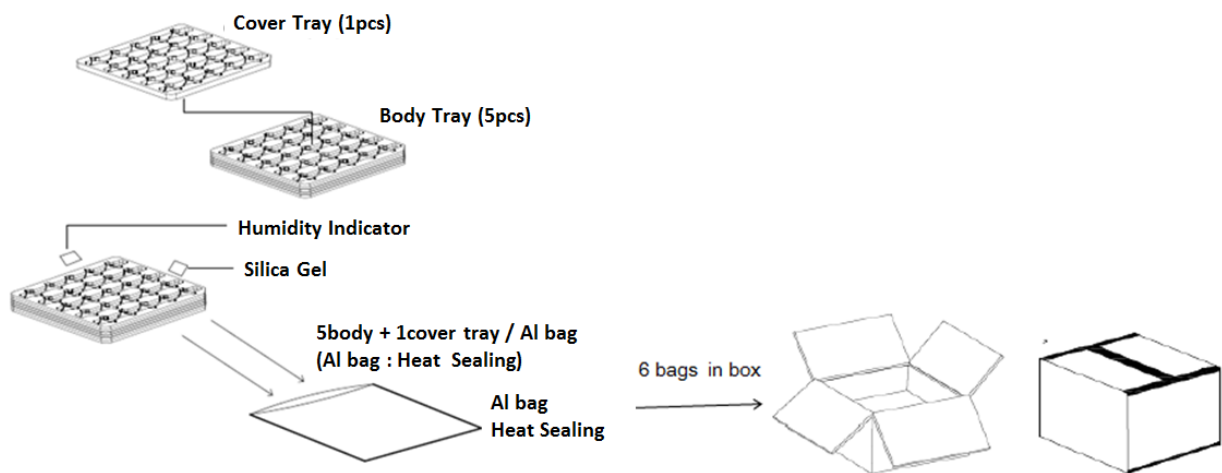 Cover Tray (1pcs)
Body Tray (5pcs)
Humidity Indicator
Silica Gel
5body + 1cover tray / Al bag
(Al bag : Heat Sealing)
Al bag
Heat Sealing
6 bags in box